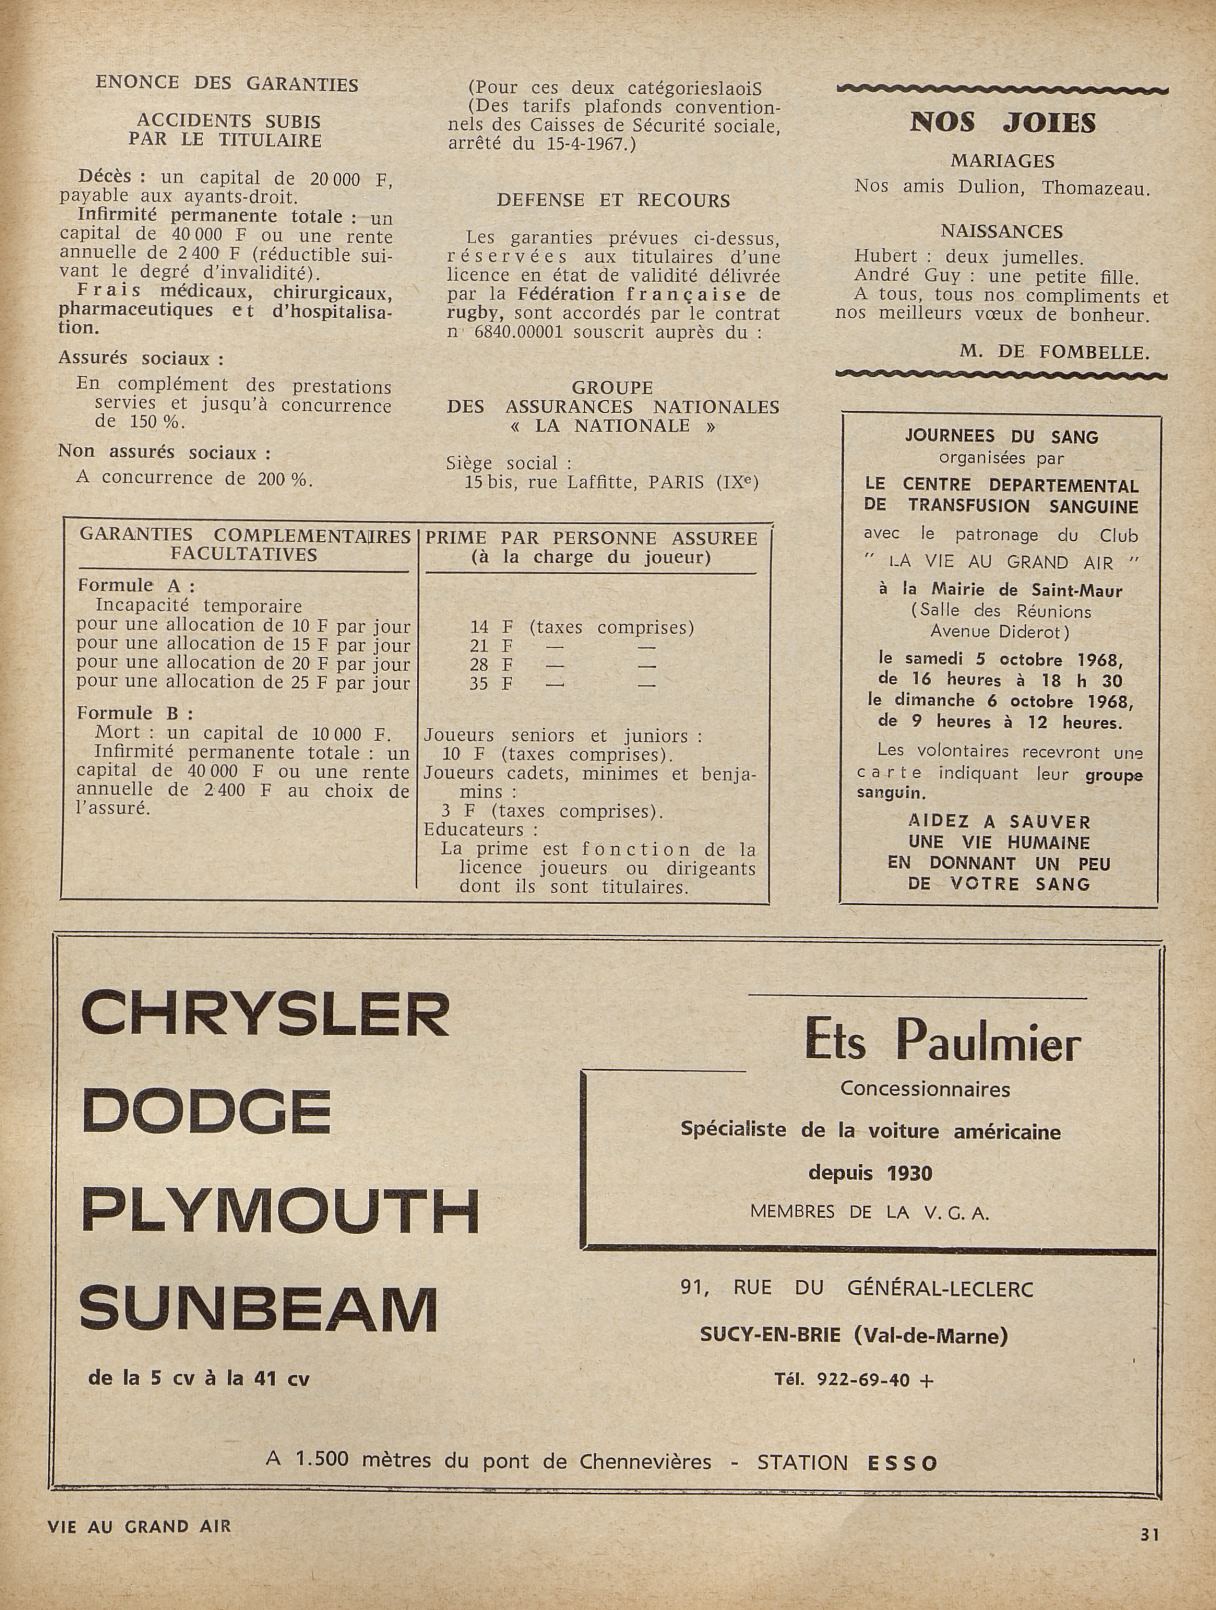 ENONCE DES GARANTIES
ACCIDENTS SUBIS
PAR LE TITULAIRE
Décès : un capital de 20 000 F,
payable aux ayants-droit.
Infirmité permanente totale : un
capital de 40 000 F ou une rente
annuelle de 2 400 F (réductible sui-
vant le degré d'invalidité).
Frais médicaux, chirurgicaux,
pharmaceutiques et d'hospitalisa-
tion.
Assurés sociaux :
En complément des prestations
servies et jusqu'à concurrence
de 150 %.
Non assurés sociaux :
A concurrence de 200 %.
(Pour ces deux catégorieslaoiS
(Des tarifs plafonds convention-
nels des Caisses de Sécurité sociale,
arrêté du 15-4-1967.)
DEFENSE ET RECOURS
Les garanties prévues ci-dessus,
réservées aux titulaires d'une
licence en état de validité délivrée
par la Fédération française de
rugby, sont accordés par le contrat
n° 6840.00001 souscrit auprès du :
GROUPE
DES ASSURANCES NATIONALES
« LA NATIONALE »
Siège social :
15 bis, rue Laffitte, PARIS (IXe)
GARANTIES COMPLEMENTAIRES
FACULTATIVES
Formule A :
Incapacité temporaire
pour une allocation de 10 F par jour
pour une allocation de 15 F par jour
pour une allocation de 20 F par jour
pour une allocation de 25 F par jour
Formule B :
Mort : un capital de 10 000 F.
Infirmité permanente totale : un
capital de 40 000 F ou une rente
annuelle de 2 400 F au choix de
l'assuré.
PRIME PAR PERSONNE ASSUREE
(à la charge du joueur)
14 F (taxes comprises)
21 F — —
28 F — —
35 F — —
Joueurs seniors et juniors :
10 F (taxes comprises).
Joueurs cadets, minimes et benja-
mins :
3 F (taxes comprises).
Educateurs :
La prime est fonction de la
licence joueurs ou dirigeants
dont ils sont titulaires.
NOS JOIES
MARIAGES
Nos amis Dulion, Thomazeau.
NAISSANCES
Hubert : deux jumelles.
André Guy : une petite fille.
A tous, tous nos compliments et
nos meilleurs vœux de bonheur.
M. DE FOMBELLE.
JOURNEES DU SANG
organisées par
LE CENTRE DEPARTEMENTAL
DE TRANSFUSION SANGUINE
avec le patronage du Club
" LA VIE AU GRAND AIR "
à la Mairie de Saint-Maur
(Salle des Réunions
Avenue Diderot)
le samedi 5 octobre 1968,
de 16 heures à 18 h 30
le dimanche 6 octobre 1968,
de 9 heures à 12 heures.
Les volontaires recevront une
carte indiquant leur groupe
sanguin.
AIDEZ A SAUVER
UNE VIE HUMAINE
EN DONNANT UN PEU
DE VOTRE SANG
CHRYSLER
DODGE
PLYMOUTH
SUNBEAM
de la 5 cv à la 41 cv
Ets Paulmier
Concessionnaires
Spécialiste de la voiture américaine
depuis 1930
MEMBRES DE LA V. G. A.
91, RUE DU GÉNÉRAL-LECLERC
SUCY-EN-BRIE (Val-de-Marne)
Tél. 922-69-40 +
A 1.500 mètres du pont de Chennevières - STATION ESSO
VIE AU GRAND AIR
31